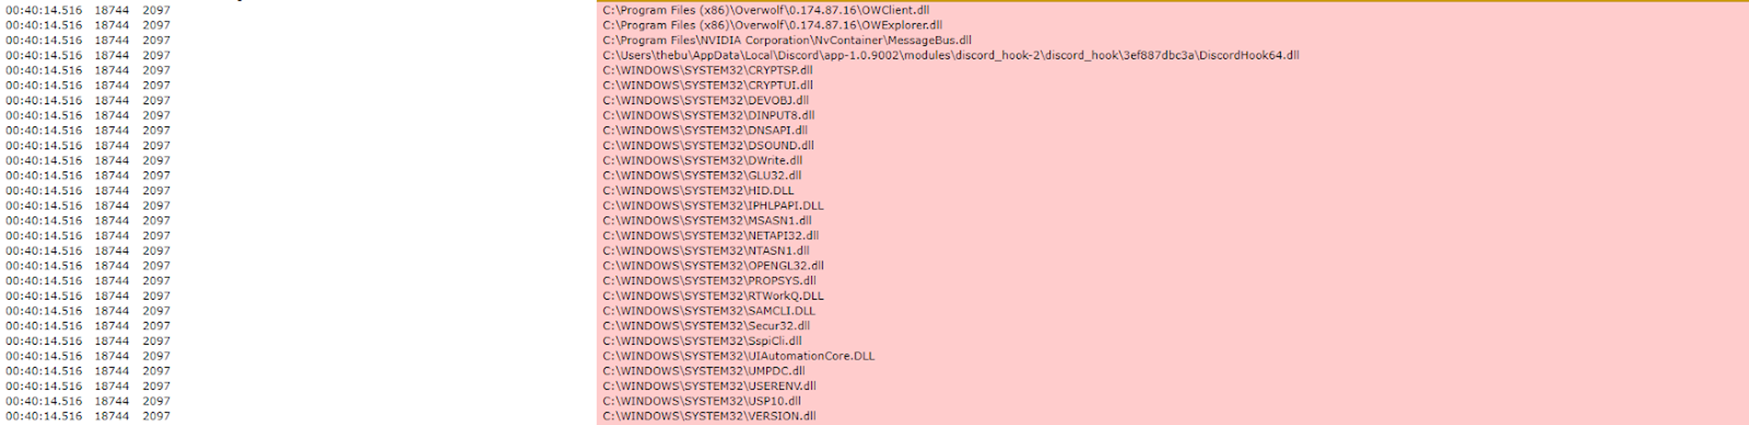 00:40:14.516 18744 2097 C:\Program Files (x86)\Overwolf\0.174.87.16\OWClient.dll
00:40:14.516 18744 2097 C:\Program Files (x86)\Overwolf\0.174.87.16\OWExplorer.dll
00:40:14.516 18744 2097 C:\Program Files\NVIDIA Corporation\NvContainer\MessageBus.dll
00:40:14.516 18744 2097 C:\Users\thebu\AppData\Local\Discord\app-1.0.9002\modules\discord_hook-2\discord_hook\3ef887dbc3a\DiscordHook64.dll
00:40:14.516 18744 2097 C:\WINDOWS\SYSTEM32\CRYPTSP.dll
00:40:14.516 18744 2097 C:\WINDOWS\SYSTEM32\CRYPTUI.dll
00:40:14.516 18744 2097 C:\WINDOWS\SYSTEM32\DEVOBJ.dll
00:40:14.516 18744 2097 C:\WINDOWS\SYSTEM32\DINPUT8.dll
00:40:14.516 18744 2097 C:\WINDOWS\SYSTEM32\DNSAPI.dll
00:40:14.516 18744 2097 C:\WINDOWS\SYSTEM32\DSOUND.dll
00:40:14.516 18744 2097 C:\WINDOWS\SYSTEM32\DWrite.dll
00:40:14.516 18744 2097 C:\WINDOWS\SYSTEM32\GLU32.dll
00:40:14.516 18744 2097 C:\WINDOWS\SYSTEM32\HID.DLL
00:40:14.516 18744 2097 C:\WINDOWS\SYSTEM32\IPHLPAPI.DLL
00:40:14.516 18744 2097 C:\WINDOWS\SYSTEM32\MSASN1.dll
00:40:14.516 18744 2097 C:\WINDOWS\SYSTEM32\NETAPI32.dll
00:40:14.516 18744 2097 C:\WINDOWS\SYSTEM32\NTASN1.dll
00:40:14.516 18744 2097 C:\WINDOWS\SYSTEM32\OPENGL32.dll
00:40:14.516 18744 2097 C:\WINDOWS\SYSTEM32\PROPSYS.dll
00:40:14.516 18744 2097 C:\WINDOWS\SYSTEM32\RTWorkQ.DLL
00:40:14.516 18744 2097 C:\WINDOWS\SYSTEM32\SAMCLI.DLL
00:40:14.516 18744 2097 C:\WINDOWS\SYSTEM32\Secur32.dll
00:40:14.516 18744 2097 C:\WINDOWS\SYSTEM32\SspiCli.dll
00:40:14.516 18744 2097 C:\WINDOWS\SYSTEM32\UIAutomationCore.DLL
00:40:14.516 18744 2097 C:\WINDOWS\SYSTEM32\UMPDC.dll
00:40:14.516 18744 2097 C:\WINDOWS\SYSTEM32\USERENV.dll
00:40:14.516 18744 2097 C:\WINDOWS\SYSTEM32\USP10.dll
00:40:14.516 18744 2097 C:\WINDOWS\SYSTEM32\VERSION.dll